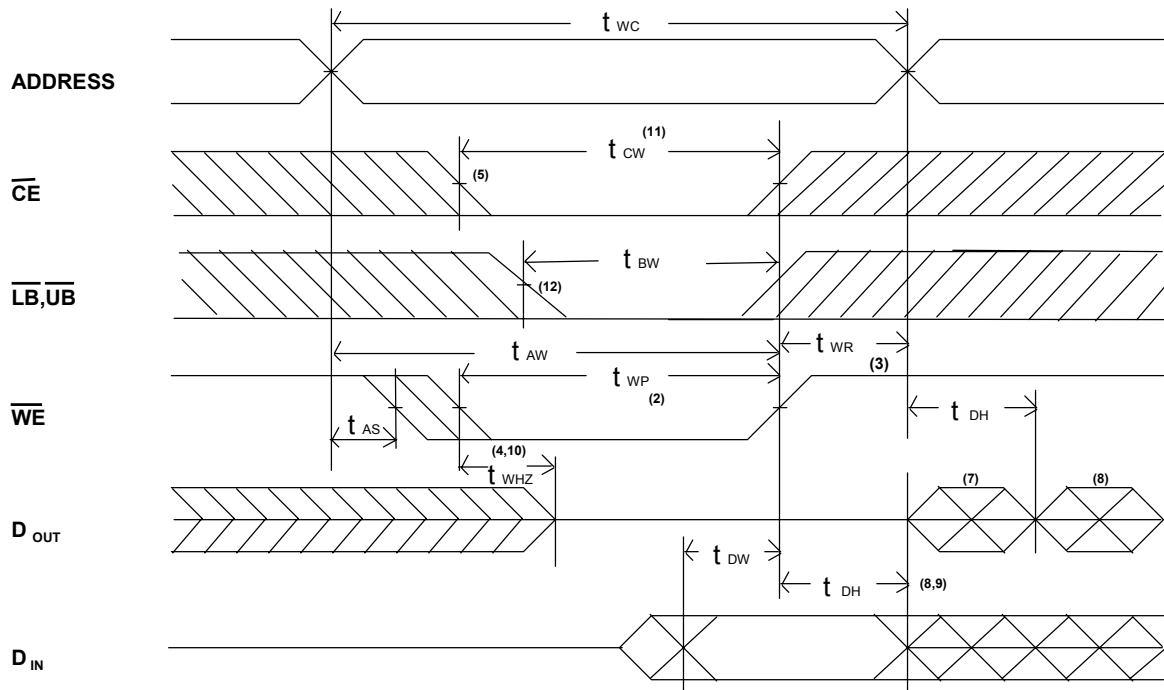 t WC
ADDRESS
t CW (11)
CE (5)
t BW
LB,UB (12)
t AW t WR
t WP (2) (3)
WE
t AS t DH
(4,10)
t WHZ
(7) (8)
D OUT
t DW
t DH (8,9)
D IN